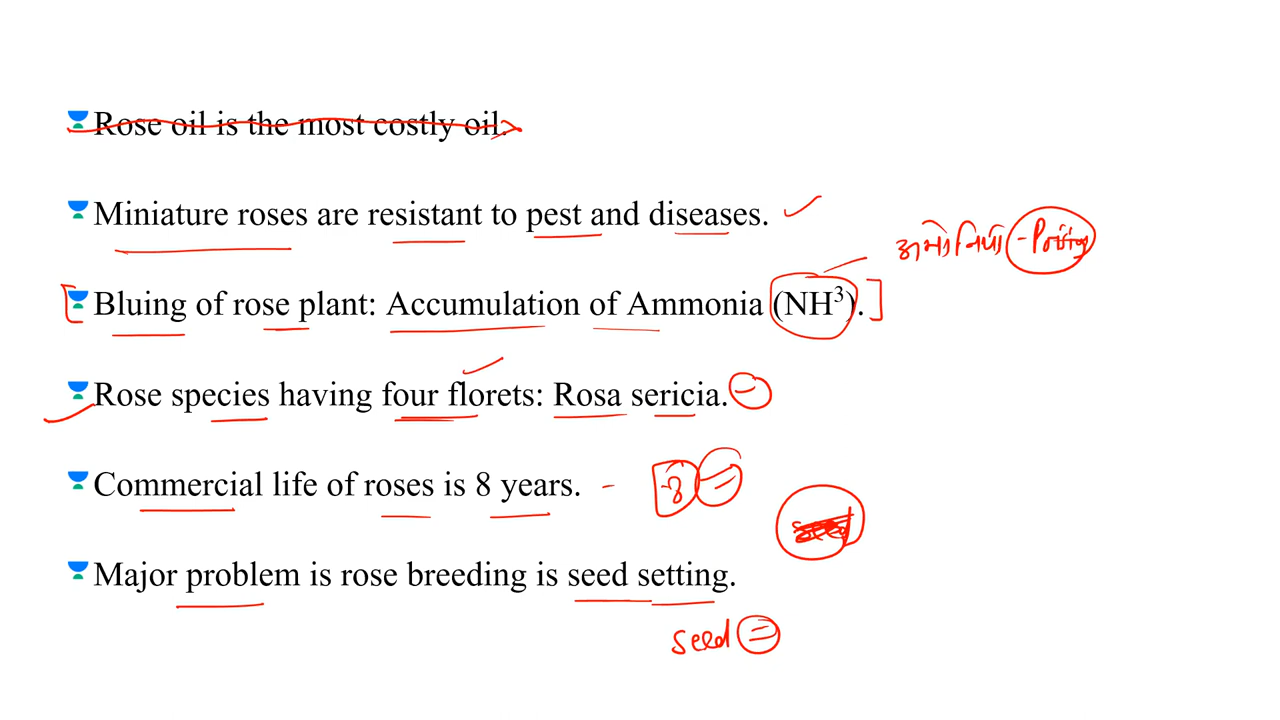 Rose oil is the most costly oil.
Miniature roses are resistant to pest and diseases.
अमोनिया -
Bluing of rose plant: Accumulation of Ammonia (NH³).
Rose species having four florets: Rosa sericia.
Commercial life of roses is 8 years. - 8
seed
Major problem is rose breeding is seed setting.
seed =